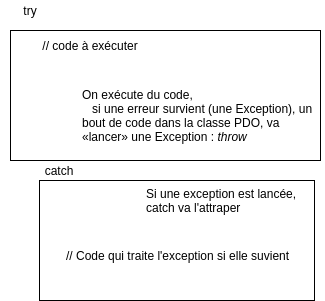 try
// code à exécuter
On exécute du code,
si une erreur survient (une Exception), un
bout de code dans la classe PDO, va
«lancer» une Exception : throw
catch
Si une exception est lancée,
catch va l'attraper
// Code qui traite l'exception si elle suvient